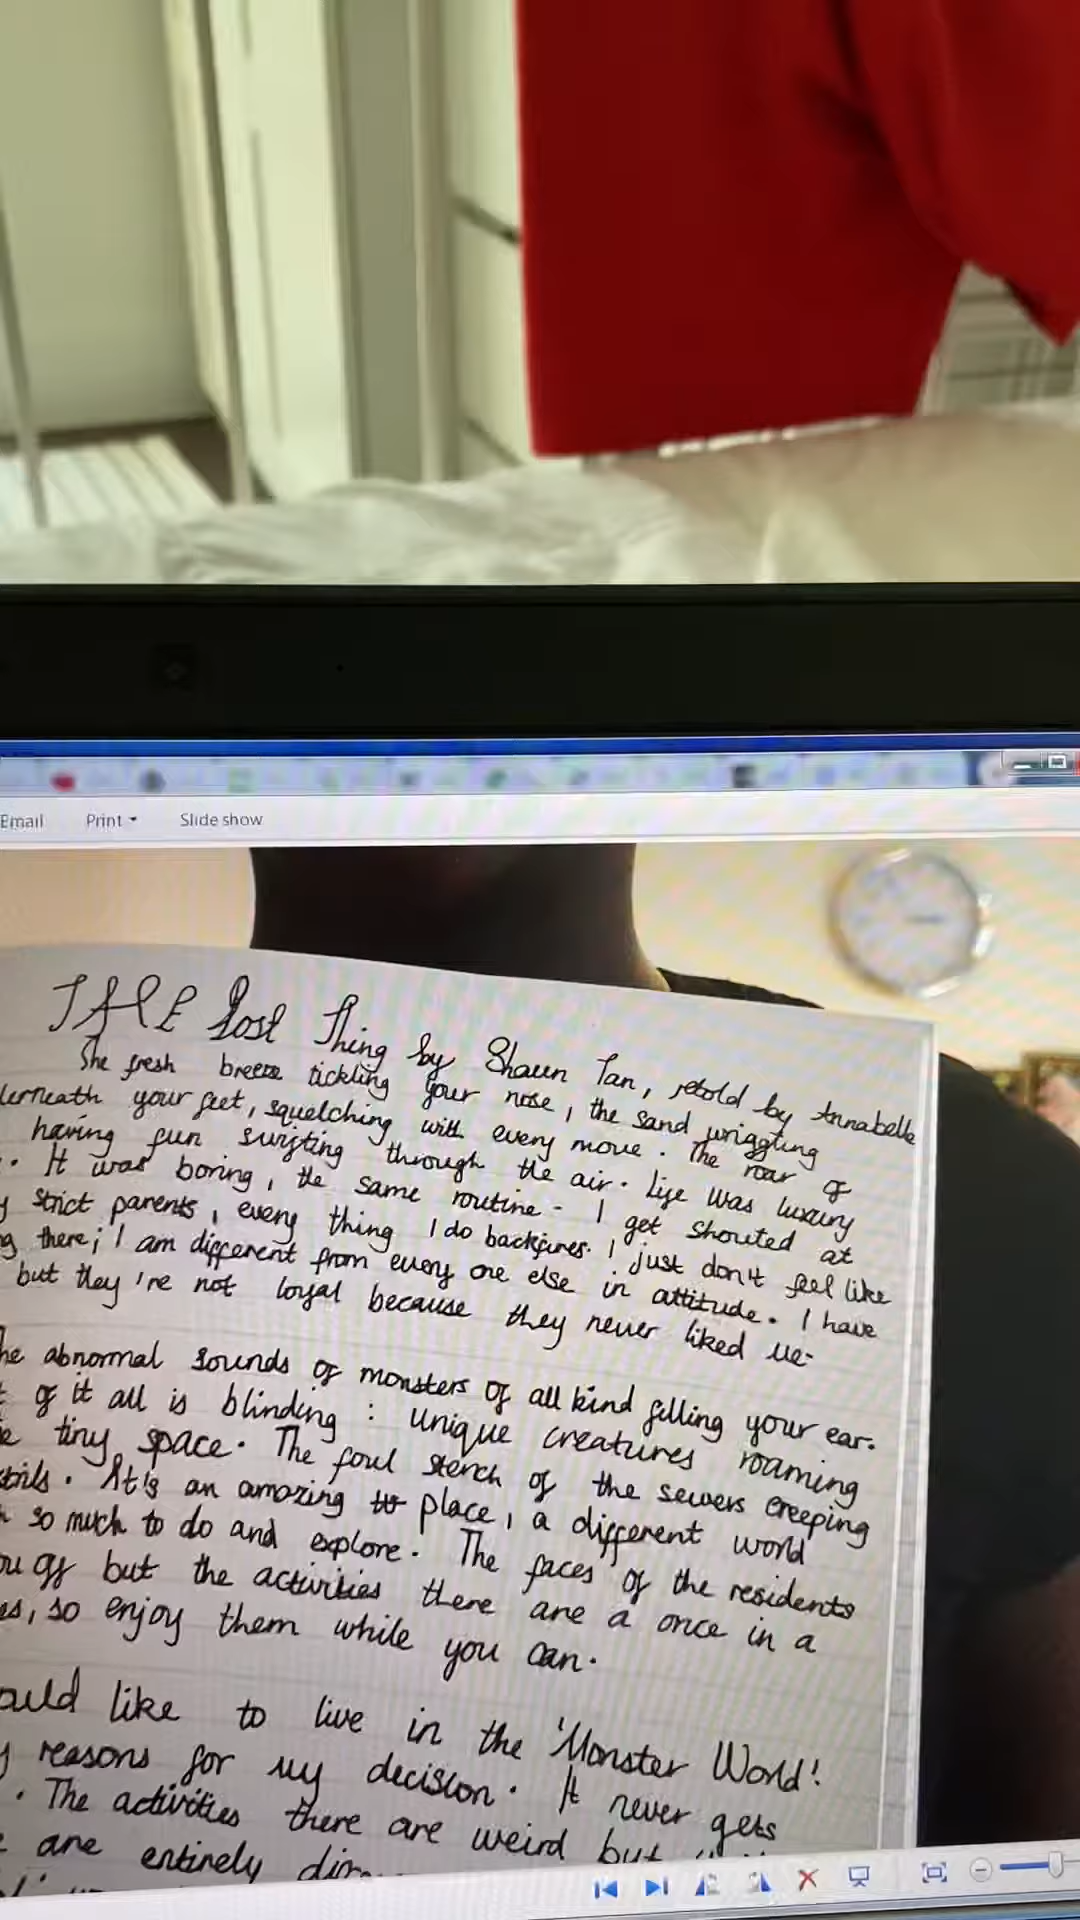 Email Print Slide show
THE Lost Thing by Shaun Tan, retold by Annabelle
The fresh breeze tickling your nose, the sand wriggling
your feet, squelching with every move. The roar of
having fun swifting through the air. Life was luxury
. It was boring, the same routine - I get shouted at
strict parents, every thing I do backfires. I just don't feel like
there; I am different from every one else in attitude. I have
but they 're not loyal because they never liked me-
abnormal sounds of monsters of all kind filling your ear.
of it all is blinding : unique creatures roaming
tiny space. The foul stench of the sewers creeping
. It's an amazing place, a different world
so much to do and explore. The faces of the residents
but the activities there are a once in a
, so enjoy them while you can.
like to live in the 'Monster World!
reasons for my decision. It never gets
. The activities there are weird but
are entirely